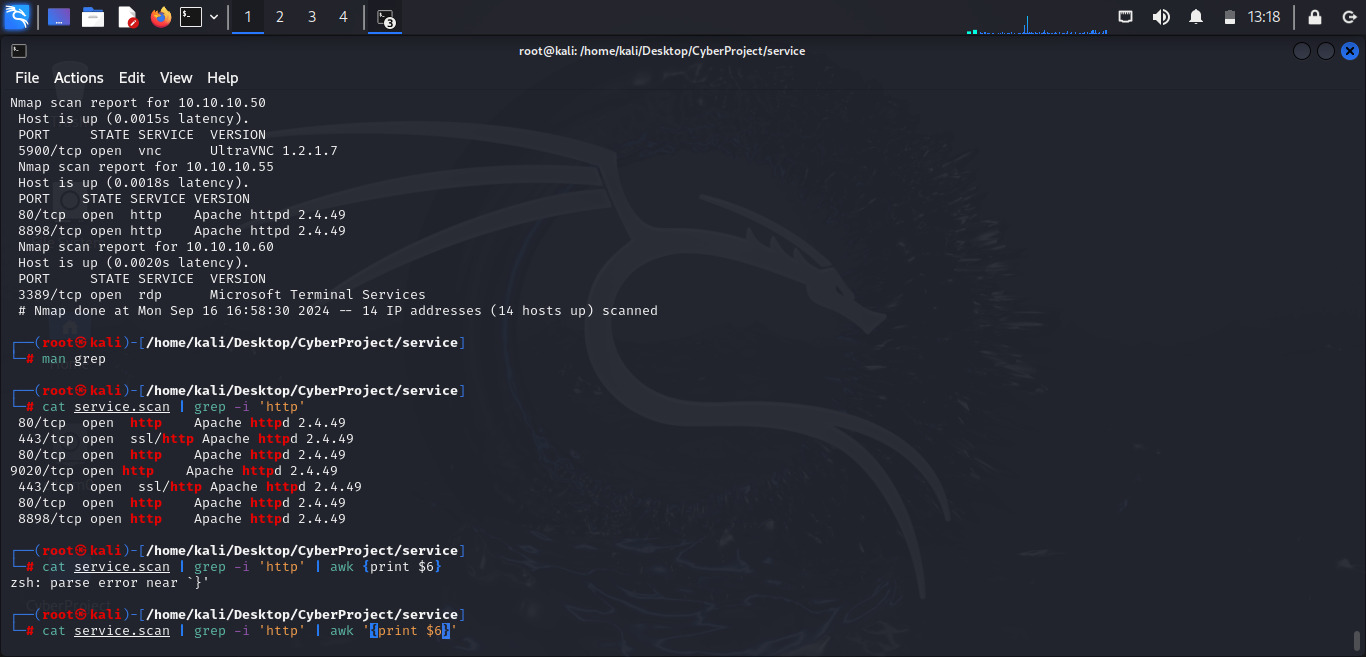 1 2 3 4 3 13:18
root@kali: /home/kali/Desktop/CyberProject/service
File Actions Edit View Help
Nmap scan report for 10.10.10.50
Host is up (0.0015s latency).
PORT STATE SERVICE VERSION
5900/tcp open vnc UltraVNC 1.2.1.7
Nmap scan report for 10.10.10.55
Host is up (0.0018s latency).
PORT STATE SERVICE VERSION
80/tcp open http Apache httpd 2.4.49
8898/tcp open http Apache httpd 2.4.49
Nmap scan report for 10.10.10.60
Host is up (0.0020s latency).
PORT STATE SERVICE VERSION
3389/tcp open rdp Microsoft Terminal Services
# Nmap done at Mon Sep 16 16:58:30 2024 -- 14 IP addresses (14 hosts up) scanned
┌──(root㉿kali)-[/home/kali/Desktop/CyberProject/service]
└─# man grep
┌──(root㉿kali)-[/home/kali/Desktop/CyberProject/service]
└─# cat service.scan | grep -i 'http'
80/tcp open http Apache httpd 2.4.49
443/tcp open ssl/http Apache httpd 2.4.49
80/tcp open http Apache httpd 2.4.49
9020/tcp open http Apache httpd 2.4.49
443/tcp open ssl/http Apache httpd 2.4.49
80/tcp open http Apache httpd 2.4.49
8898/tcp open http Apache httpd 2.4.49
┌──(root㉿kali)-[/home/kali/Desktop/CyberProject/service]
└─# cat service.scan | grep -i 'http' | awk {print $6}
zsh: parse error near `}'
┌──(root㉿kali)-[/home/kali/Desktop/CyberProject/service]
└─# cat service.scan | grep -i 'http' | awk '{print $6}'